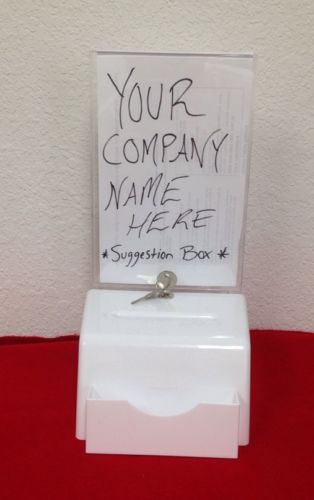 YOUR
COMPANY
NAME
HERE
* Suggestion Box *